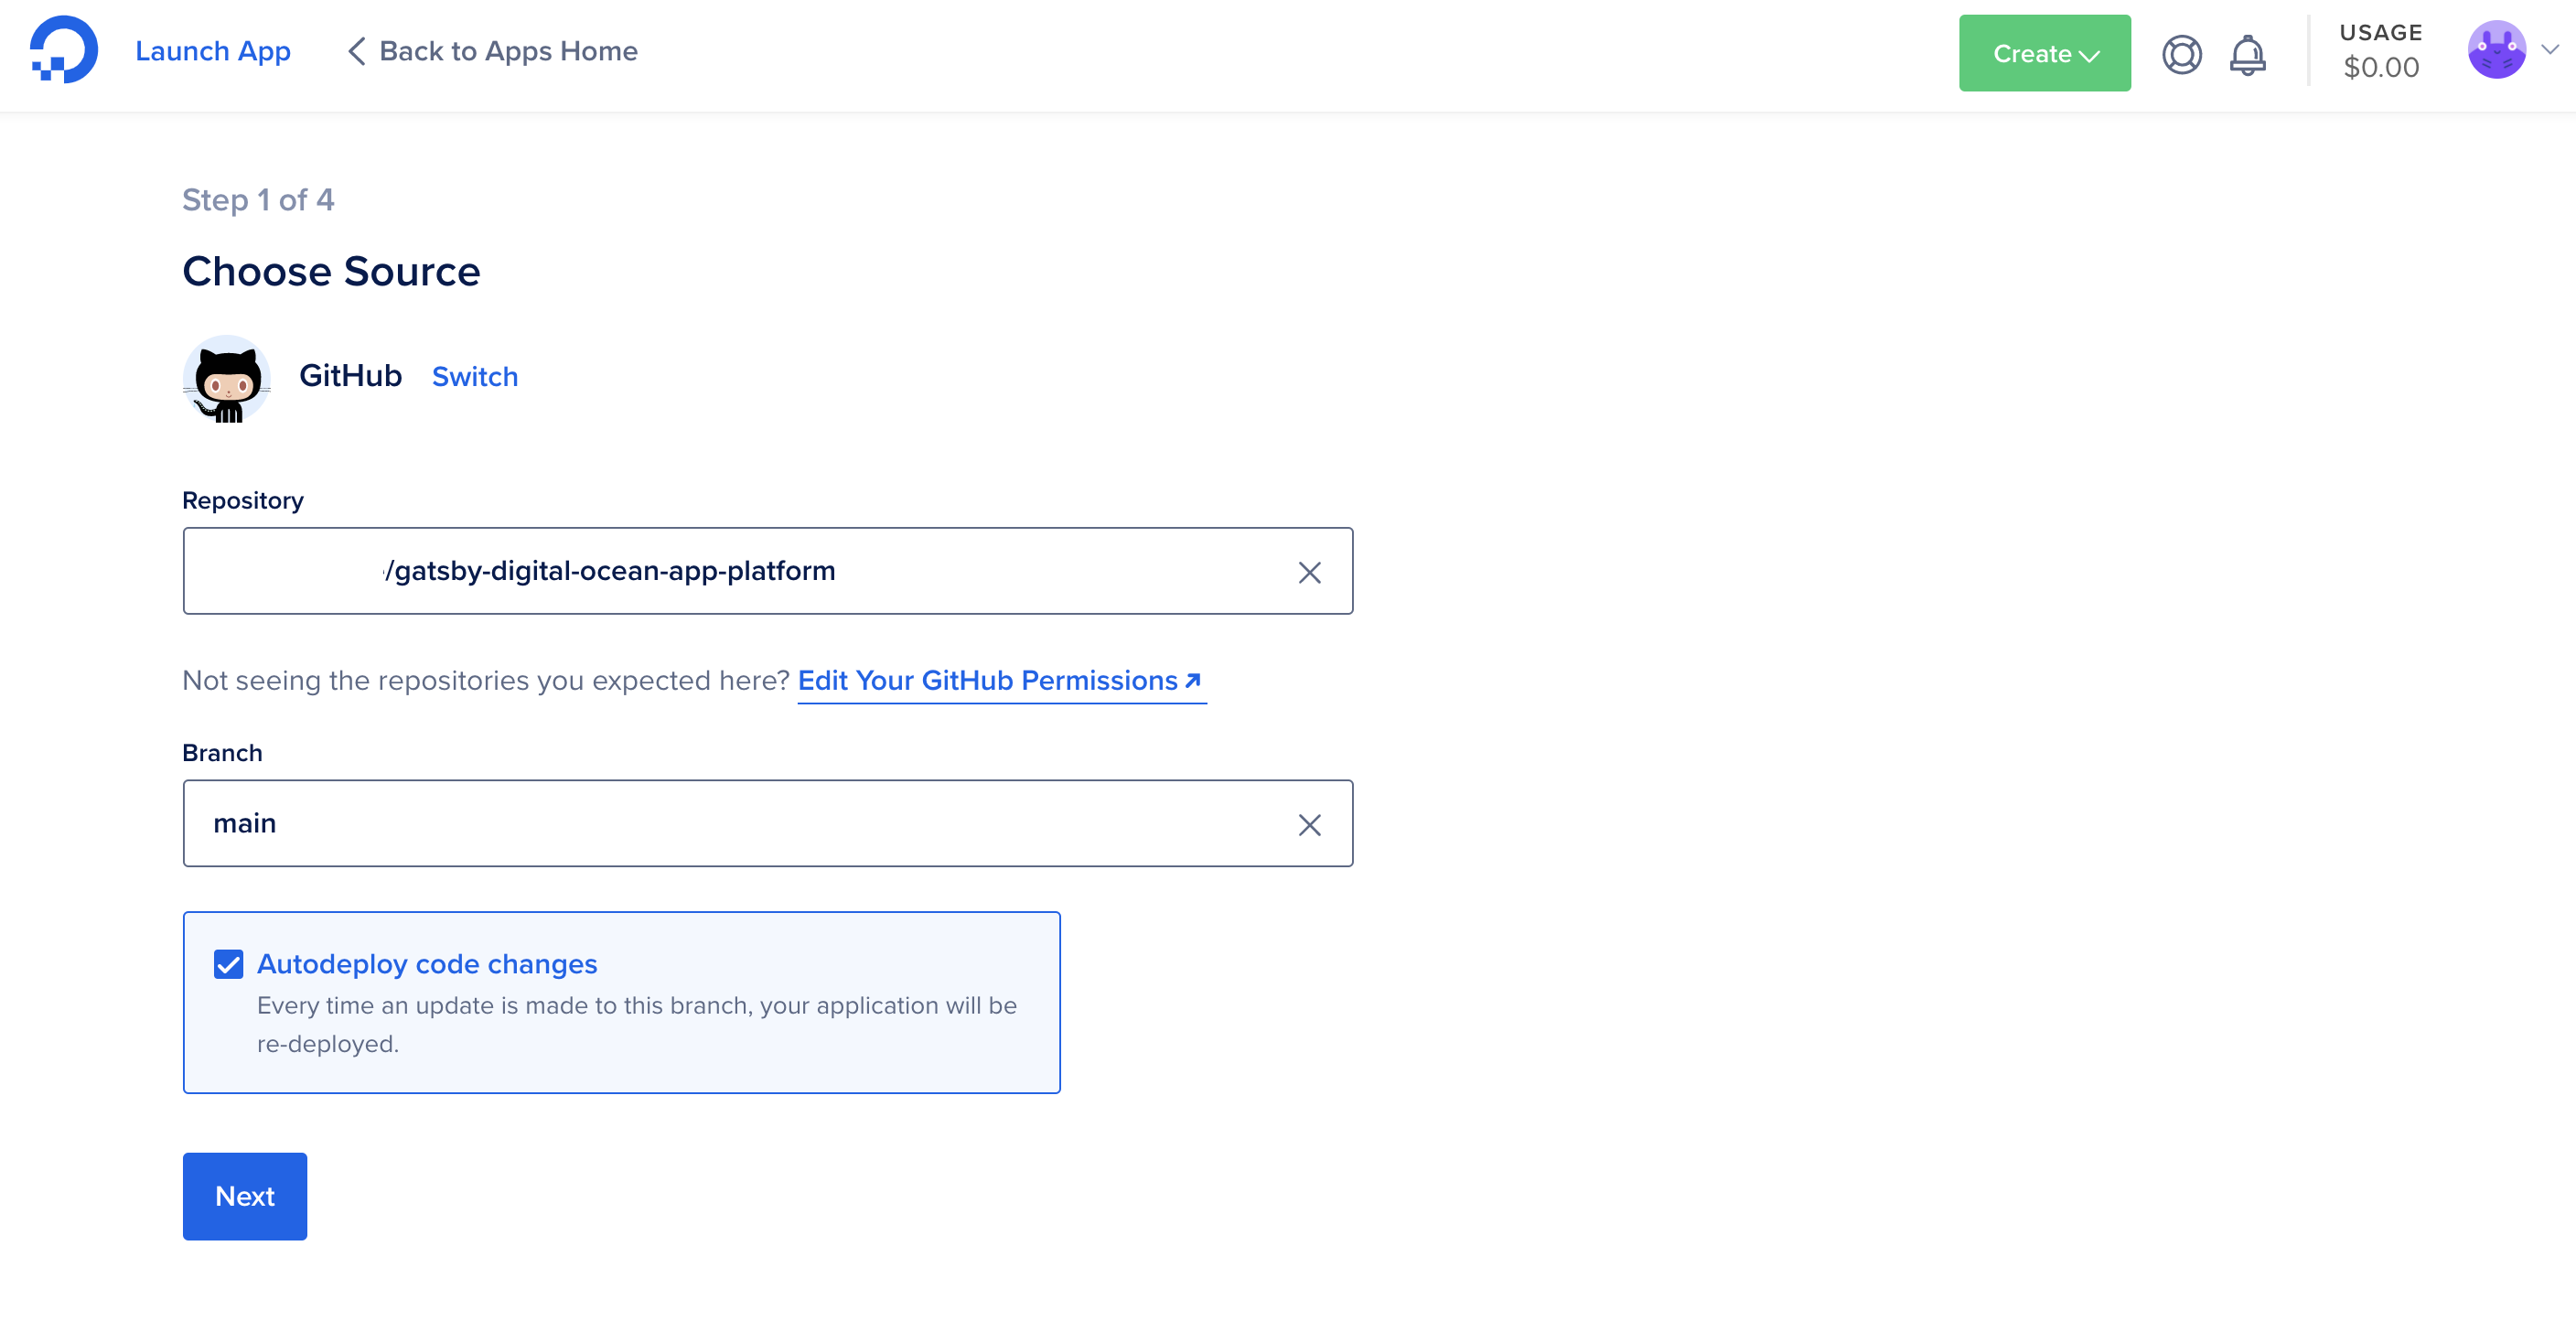 Launch App
Back to Apps Home
Create
USAGE
$0.00
Step 1 of 4
Choose Source
GitHub
Switch
Repository
/gatsby-digital-ocean-app-platform
Not seeing the repositories you expected here? Edit Your GitHub Permissions
Branch
main
Autodeploy code changes
Every time an update is made to this branch, your application will be
re-deployed.
Next